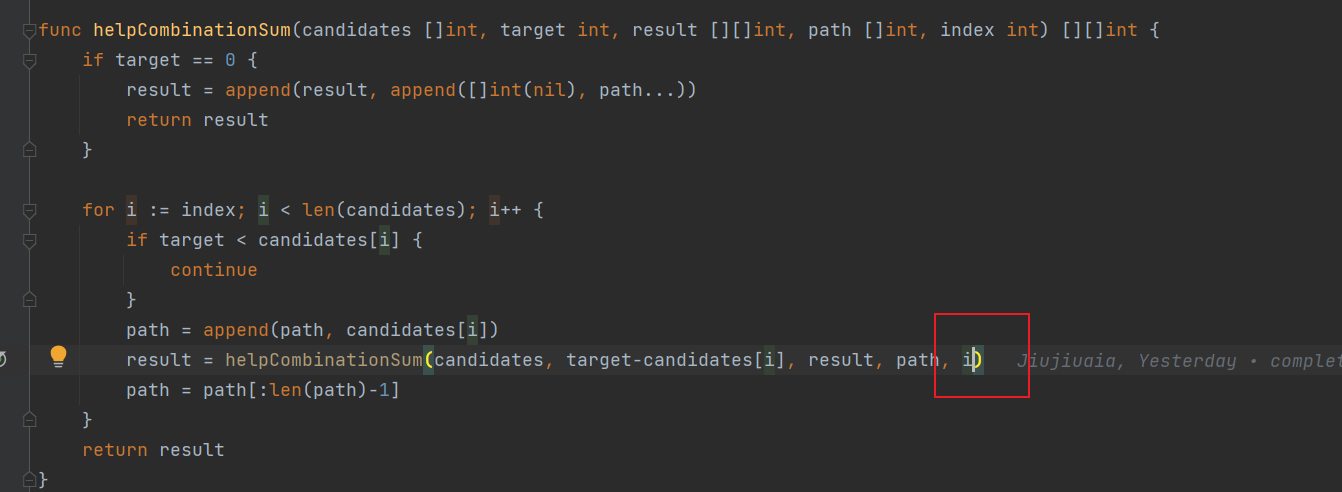 func helpCombinationSum(candidates []int, target int, result [][]int, path []int, index int) [][]int {
    if target == 0 {
        result = append(result, append([]int(nil), path...))
        return result
    }
    for i := index; i < len(candidates); i++ {
        if target < candidates[i] {
            continue
        }
        path = append(path, candidates[i])
        result = helpCombinationSum(candidates, target-candidates[i], result, path, i) Jiujiuaia, Yesterday • complet
        path = path[:len(path)-1]
    }
    return result
}